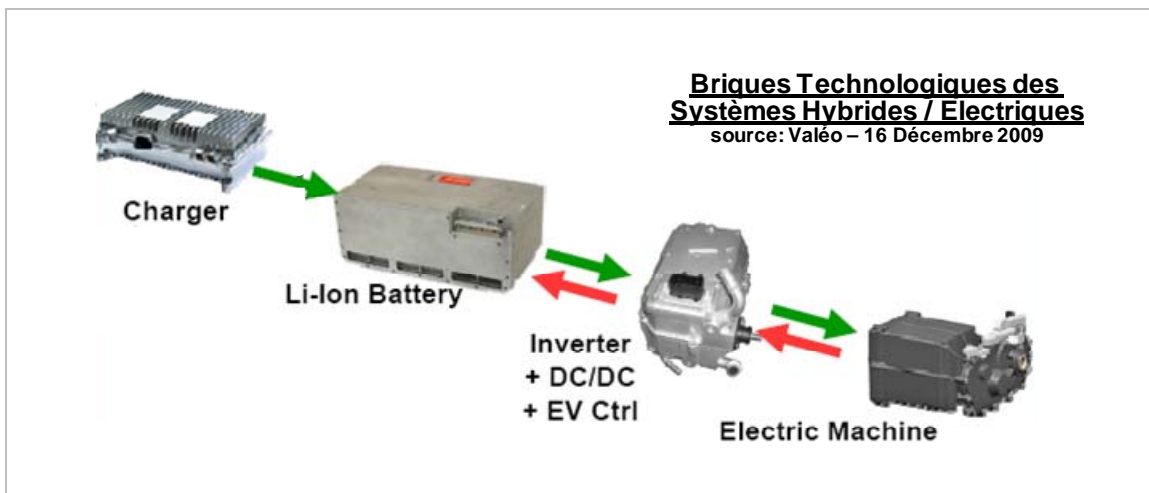 Briques Technologiques des
Systèmes Hybrides / Electriques
source: Valéo – 16 Décembre 2009
Charger
Li-Ion Battery
Inverter
+ DC/DC
+ EV Ctrl
Electric Machine